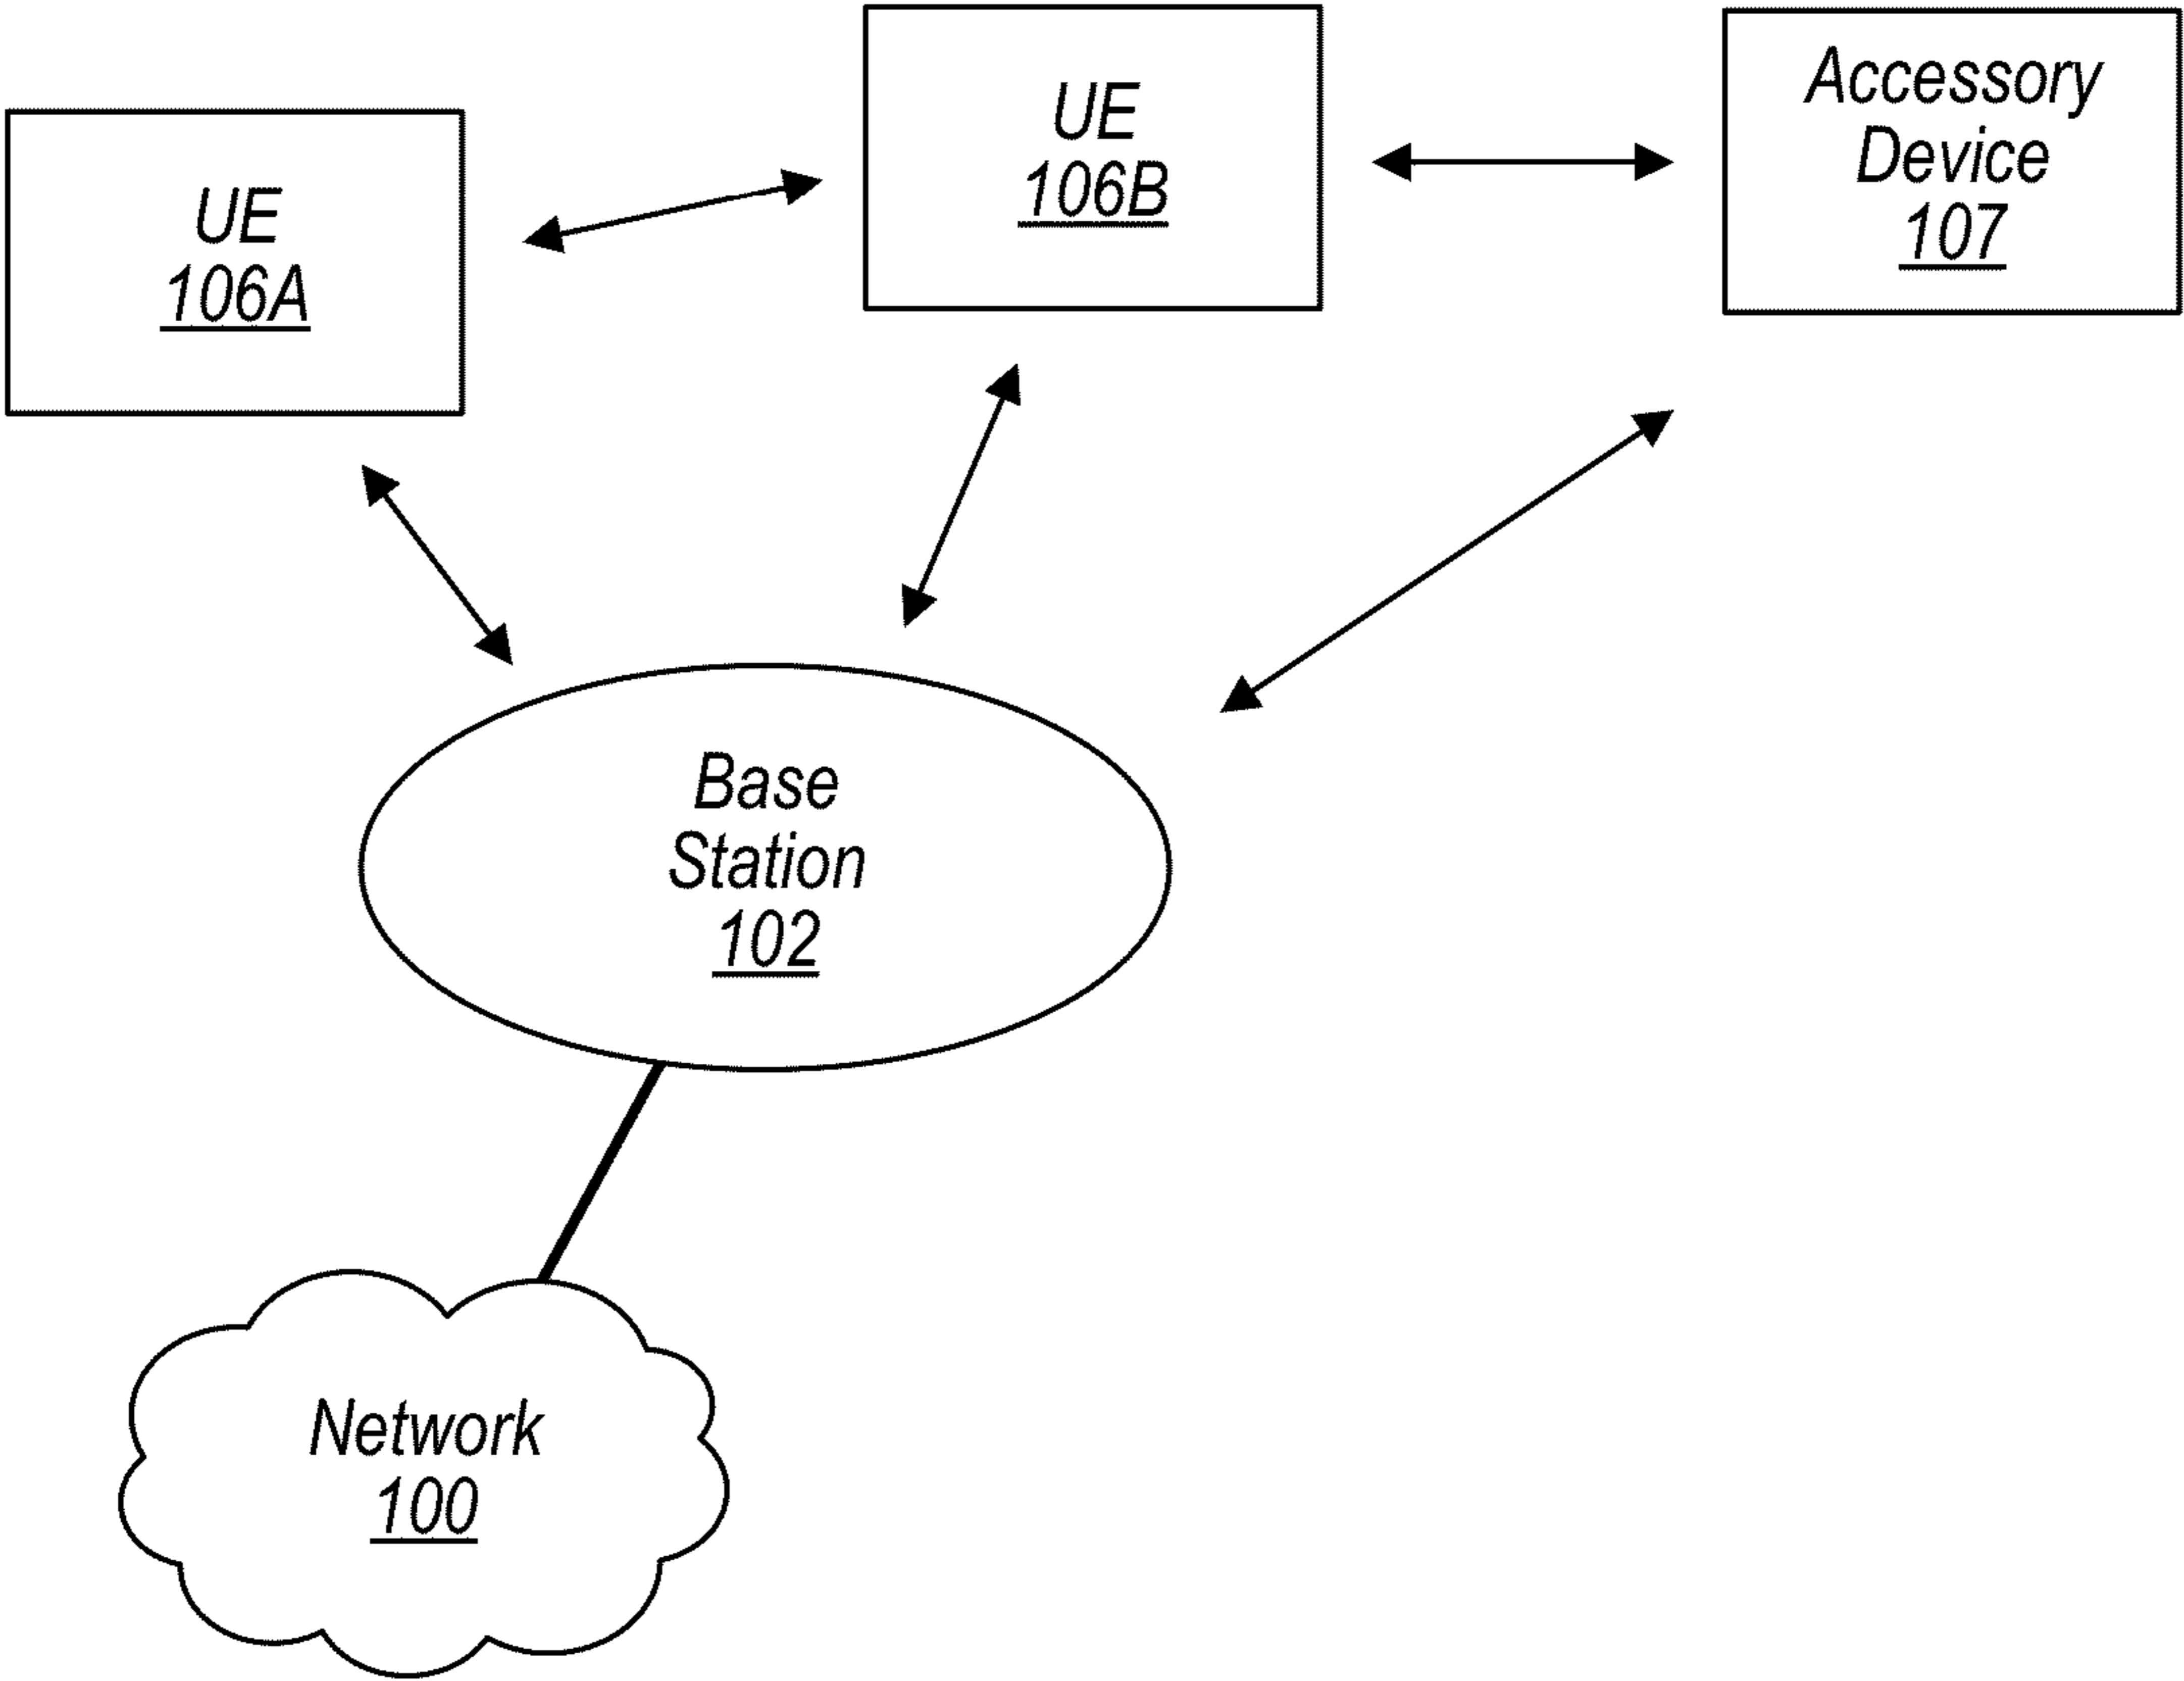 UE
106A
UE
106B
Accessory
Device
107
Base
Station
102
Network
100